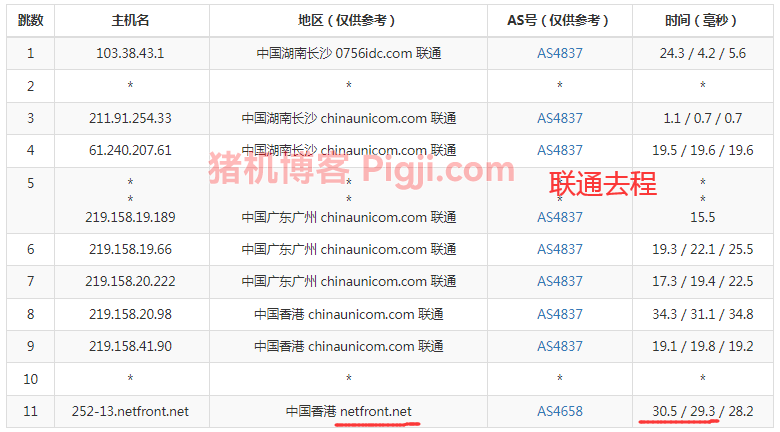 跳数 主机名 地区（仅供参考） AS号（仅供参考） 时间（毫秒）
1 103.38.43.1 中国湖南长沙 0756idc.com 联通 AS4837 24.3 / 4.2 / 5.6
2 * * * *
3 211.91.254.33 中国湖南长沙 chinaunicom.com 联通 AS4837 1.1 / 0.7 / 0.7
4 61.240.207.61 中国湖南长沙 chinaunicom.com 联通 AS4837 19.5 / 19.6 / 19.6
猪机博客 Pigji.com
联通去程
5 * * * *
* * * *
219.158.19.189 中国广东广州 chinaunicom.com 联通 AS4837 15.5
6 219.158.19.66 中国广东广州 chinaunicom.com 联通 AS4837 19.3 / 22.1 / 25.5
7 219.158.20.222 中国广东广州 chinaunicom.com 联通 AS4837 17.3 / 19.4 / 22.5
8 219.158.20.98 中国香港 chinaunicom.com 联通 AS4837 34.3 / 31.1 / 34.8
9 219.158.41.90 中国香港 chinaunicom.com 联通 AS4837 19.1 / 19.8 / 19.2
10 * * * *
11 252-13.netfront.net 中国香港 netfront.net AS4658 30.5 / 29.3 / 28.2